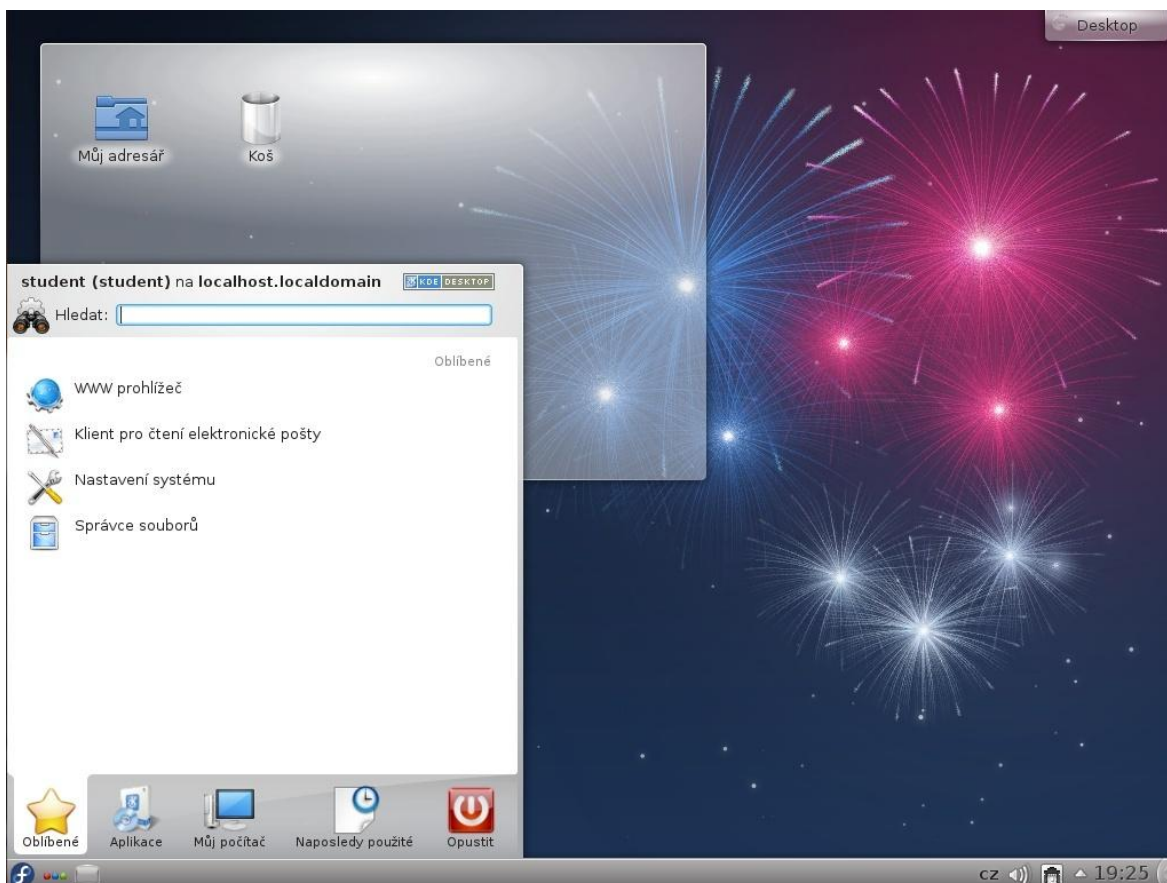 Desktop
Můj adresář
Koš
student (student) na localhost.localdomain
KDE DESKTOP
Hledat:
Oblíbené
WWW prohlížeč
Klient pro čtení elektronické pošty
Nastavení systému
Správce souborů
Oblíbené
Aplikace
Můj počítač
Naposledy použité
Opustit
cz
19:25